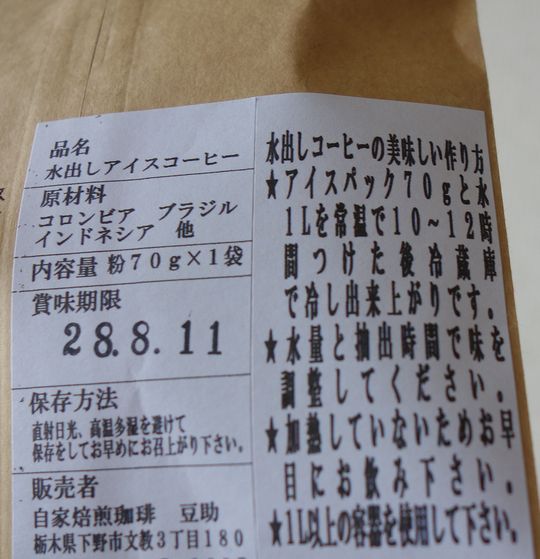 品名
水出しアイスコーヒー
原材料
コロンビア ブラジル
インドネシア 他
内容量 粉70g×1袋
賞味期限
28.8.11
保存方法
直射日光、高温多湿を避けて
保存をしてお早めにお召上がり下さい。
販売者
自家焙煎珈琲 豆助
栃木県下野市文教3丁目180
水出しコーヒーの美味しい作り方
★アイスパック70gと水
1Lを常温で10~12時
間つけた後冷蔵庫
で冷し出来上がりです。
★水量と抽出時間で味を
調整してください。
★加熱していないためお早
目にお飲み下さい。
★1L以上の容器を使用して下さい。